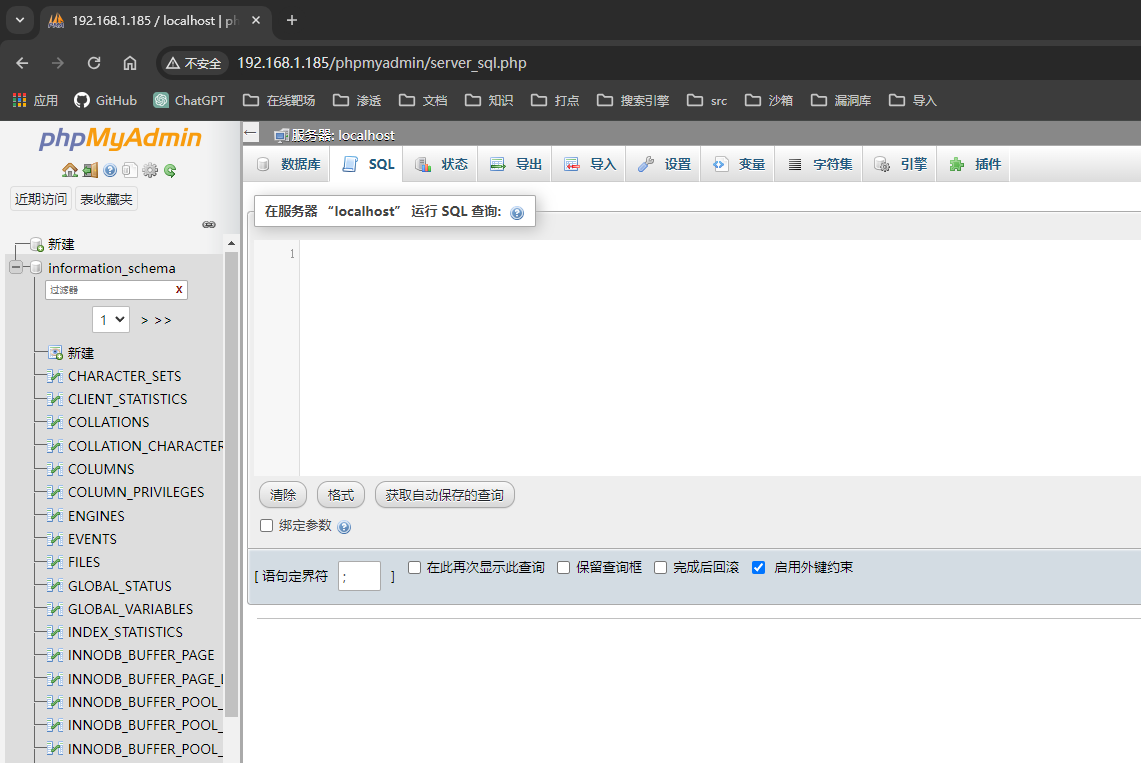 192.168.1.185 / localhost | ph
不安全 192.168.1.185/phpmyadmin/server_sql.php
应用 GitHub ChatGPT 在线靶场 渗透 文档 知识 打点 搜索引擎 src 沙箱 漏洞库 导入
phpMyAdmin
近期访问 表收藏夹
新建
information_schema
过滤器 X
1 > >>
新建
CHARACTER_SETS
CLIENT_STATISTICS
COLLATIONS
COLLATION_CHARACTER
COLUMNS
COLUMN_PRIVILEGES
ENGINES
EVENTS
FILES
GLOBAL_STATUS
GLOBAL_VARIABLES
INDEX_STATISTICS
INNODB_BUFFER_PAGE
INNODB_BUFFER_PAGE_L
INNODB_BUFFER_POOL_
INNODB_BUFFER_POOL_
INNODB_BUFFER_POOL_
服务器: localhost
数据库 SQL 状态 导出 导入 设置 变量 字符集 引擎 插件
在服务器 “localhost” 运行 SQL 查询:
1
清除 格式 获取自动保存的查询
绑定参数
[ 语句定界符 ; ] 在此再次显示此查询 保留查询框 完成后回滚 启用外键约束